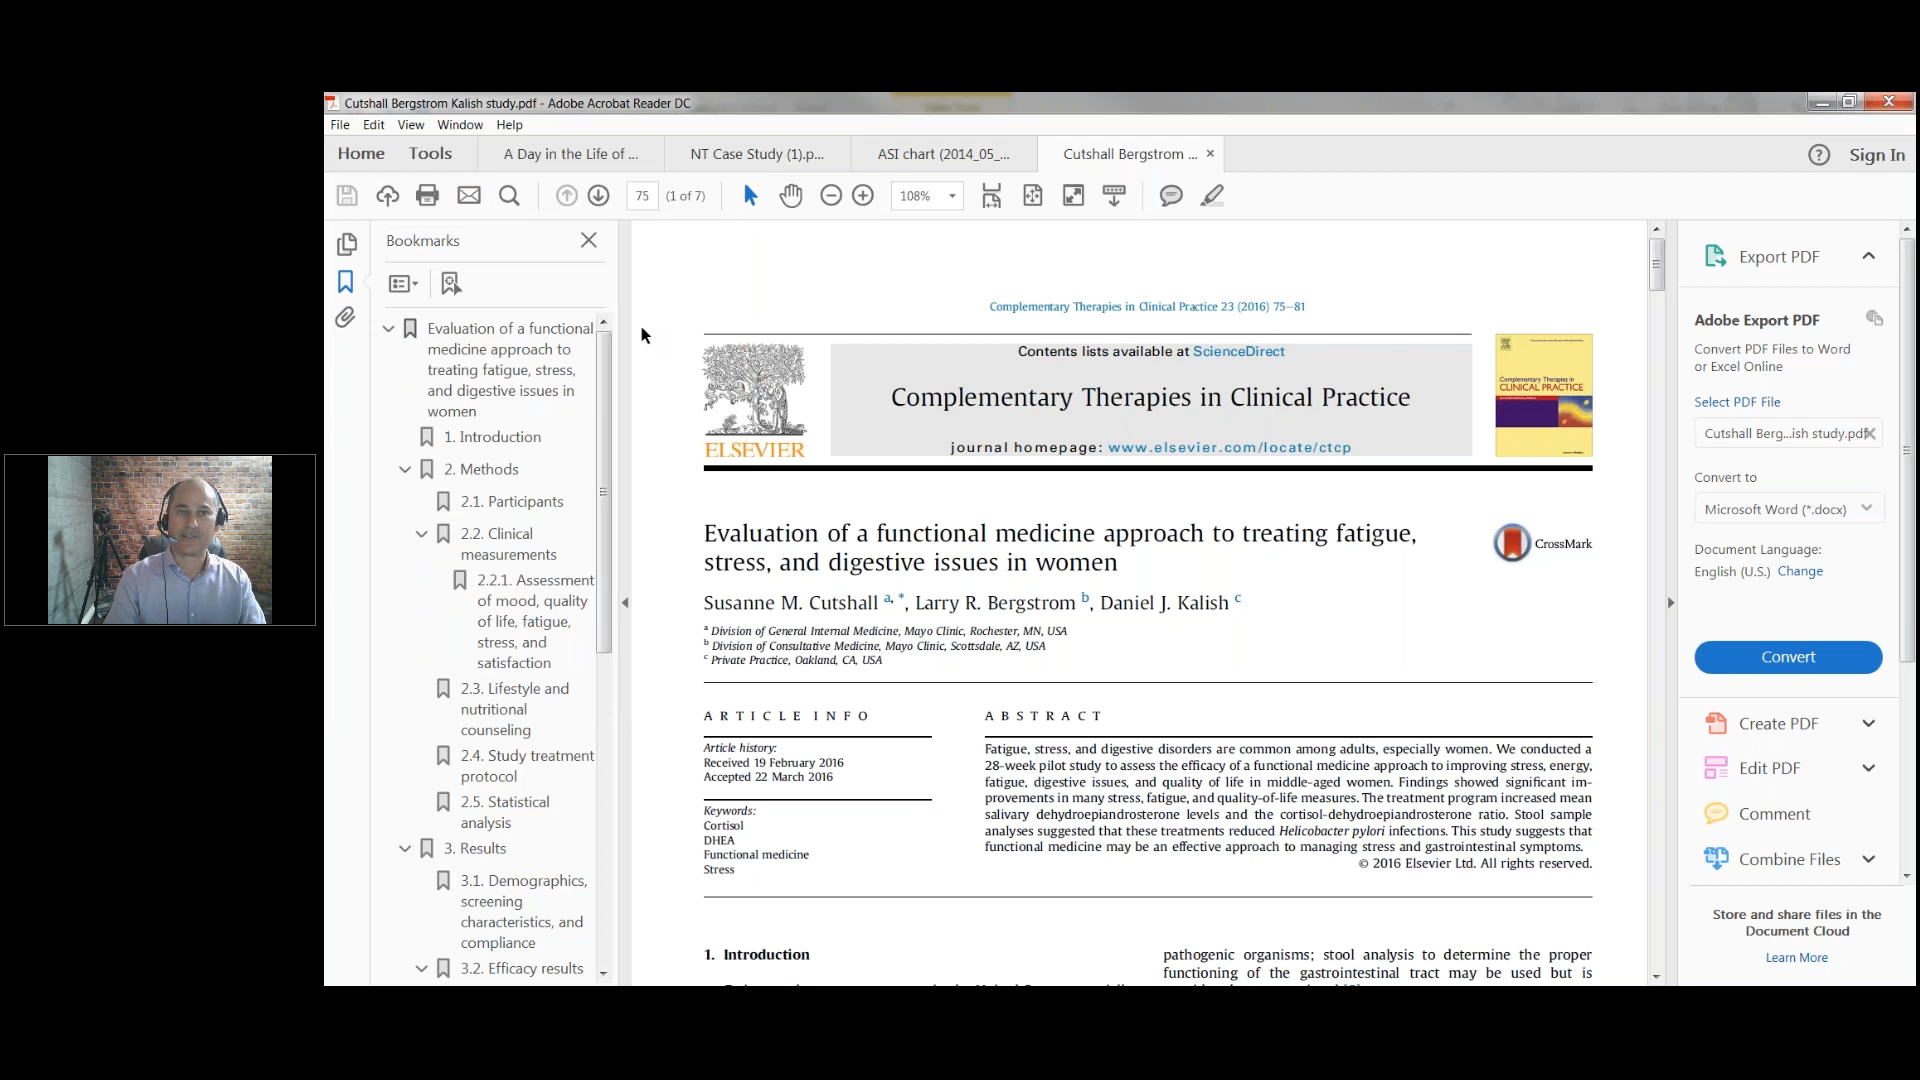 Cutshall Bergstrom Kalish study.pdf - Adobe Acrobat Reader DC
File Edit View Window Help
Home Tools A Day in the Life of ... NT Case Study (1).p... ASI chart (2014_05_... Cutshall Bergstrom ... × Sign In
75 (1 of 7) 108%
Bookmarks
Evaluation of a functional
medicine approach to
treating fatigue, stress,
and digestive issues in
women
1. Introduction
2. Methods
2.1. Participants
2.2. Clinical
measurements
2.2.1. Assessment
of mood, quality
of life, fatigue,
stress, and
satisfaction
2.3. Lifestyle and
nutritional
counseling
2.4. Study treatment
protocol
2.5. Statistical
analysis
3. Results
3.1. Demographics,
screening
characteristics, and
compliance
3.2. Efficacy results
Complementary Therapies in Clinical Practice 23 (2016) 75–81
ELSEVIER
Contents lists available at ScienceDirect
Complementary Therapies in Clinical Practice
journal homepage: www.elsevier.com/locate/ctcp
Complementary Therapies in
CLINICAL PRACTICE
Evaluation of a functional medicine approach to treating fatigue,
stress, and digestive issues in women
CrossMark
Susanne M. Cutshall a, *, Larry R. Bergstrom b, Daniel J. Kalish c
a Division of General Internal Medicine, Mayo Clinic, Rochester, MN, USA
b Division of Consultative Medicine, Mayo Clinic, Scottsdale, AZ, USA
c Private Practice, Oakland, CA, USA
ARTICLE INFO
Article history:
Received 19 February 2016
Accepted 22 March 2016
Keywords:
Cortisol
DHEA
Functional medicine
Stress
ABSTRACT
Fatigue, stress, and digestive disorders are common among adults, especially women. We conducted a
28-week pilot study to assess the efficacy of a functional medicine approach to improving stress, energy,
fatigue, digestive issues, and quality of life in middle-aged women. Findings showed significant im-
provements in many stress, fatigue, and quality-of-life measures. The treatment program increased mean
salivary dehydroepiandrosterone levels and the cortisol-dehydroepiandrosterone ratio. Stool sample
analyses suggested that these treatments reduced Helicobacter pylori infections. This study suggests that
functional medicine may be an effective approach to managing stress and gastrointestinal symptoms.
© 2016 Elsevier Ltd. All rights reserved.
1. Introduction
pathogenic organisms; stool analysis to determine the proper
functioning of the gastrointestinal tract may be used but is
Export PDF
Adobe Export PDF
Convert PDF Files to Word
or Excel Online
Select PDF File
Cutshall Berg...ish study.pdf
Convert to
Microsoft Word (*.docx)
Document Language:
English (U.S.) Change
Convert
Create PDF
Edit PDF
Comment
Combine Files
Store and share files in the
Document Cloud
Learn More